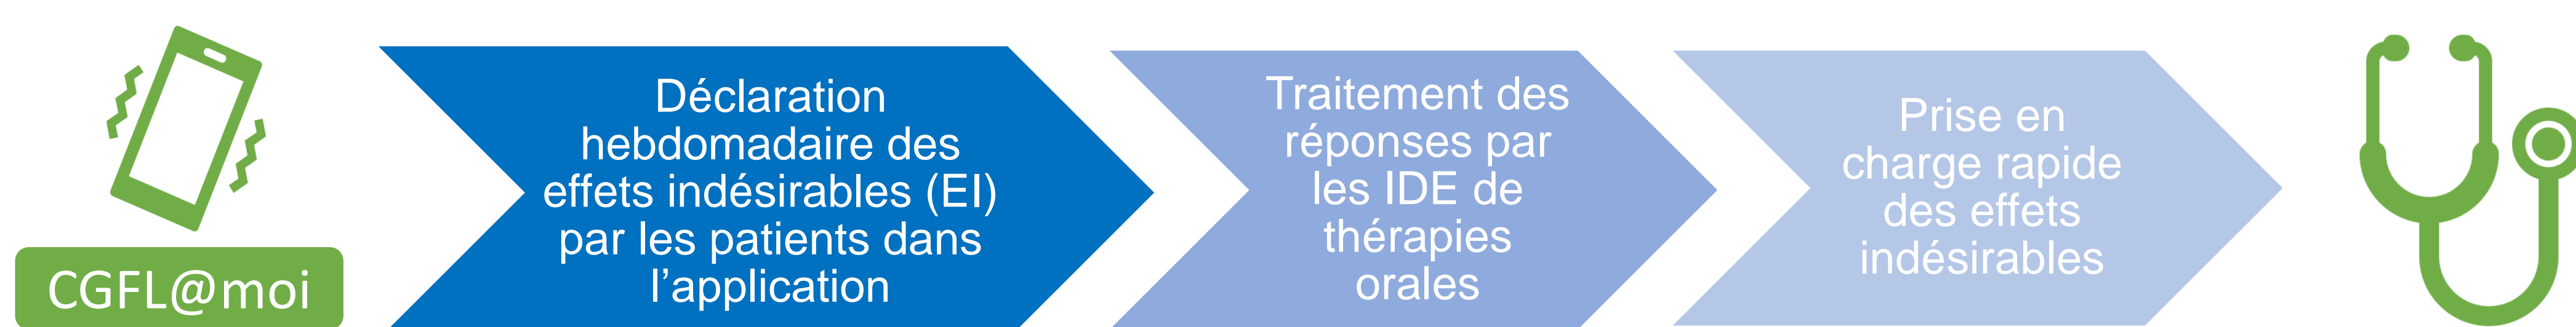 CGFL@moi
Déclaration
hebdomadaire des
effets indésirables (EI)
par les patients dans
l’application
Traitement des
réponses par
les IDE de
thérapies
orales
Prise en
charge rapide
des effets
indésirables